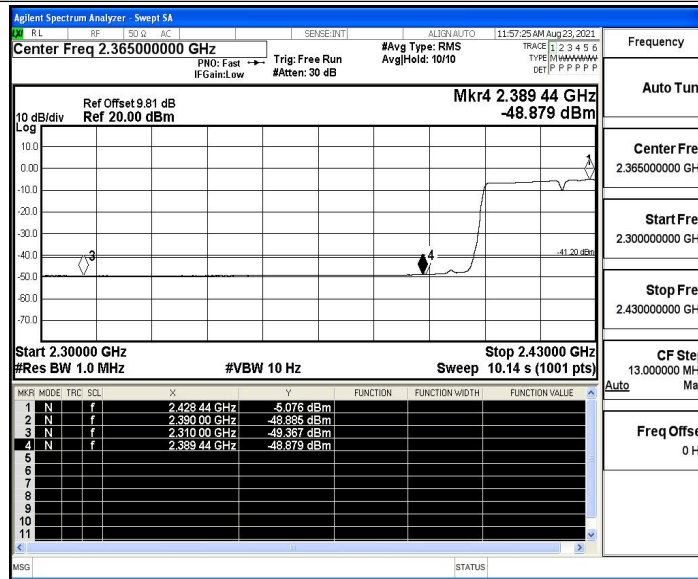 Agilent Spectrum Analyzer - Swept SA
RL RF 50 Ω AC SENSE:INT ALIGN AUTO 11:57:25 AM Aug 23, 2021
Center Freq 2.365000000 GHz
PNO: Fast
IFGain:Low
Trig: Free Run
#Atten: 30 dB
#Avg Type: RMS
Avg|Hold: 10/10
TRACE 1 2 3 4 5 6
TYPE M
DET P P P P P P
Ref Offset 9.81 dB
Ref 20.00 dBm
10 dB/div
Log
Mkr4 2.389 44 GHz
-48.879 dBm
10.0
0.00
-10.0
-20.0
-30.0
-40.0
-50.0
-60.0
-70.0
1
3
4
-41.20 dBm
Start 2.30000 GHz Stop 2.43000 GHz
#Res BW 1.0 MHz #VBW 10 Hz Sweep 10.14 s (1001 pts)
MKR MODE TRC SCL X Y FUNCTION FUNCTION WIDTH FUNCTION VALUE
1 N f 2.428 44 GHz -5.076 dBm
2 N f 2.390 00 GHz -48.885 dBm
3 N f 2.310 00 GHz -49.367 dBm
4 N f 2.389 44 GHz -48.879 dBm
5
6
7
8
9
10
11
MSG STATUS
Frequency
Auto Tun
Center Fre
2.365000000 GH
Start Fre
2.300000000 GH
Stop Fre
2.430000000 GH
CF Ste
13.000000 MH
Auto Ma
Freq Offse
0 H